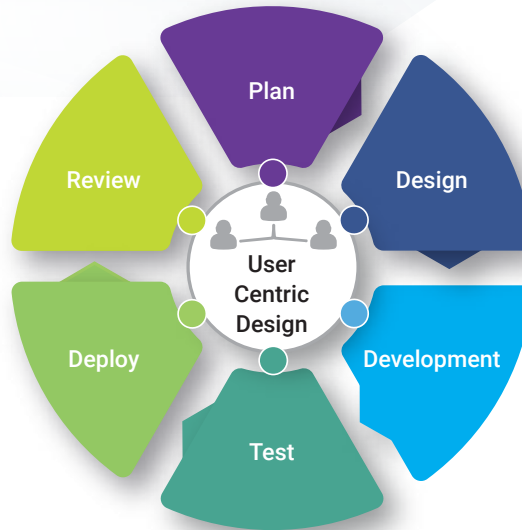 Plan
Design
Development
Test
Deploy
Review
User
Centric
Design